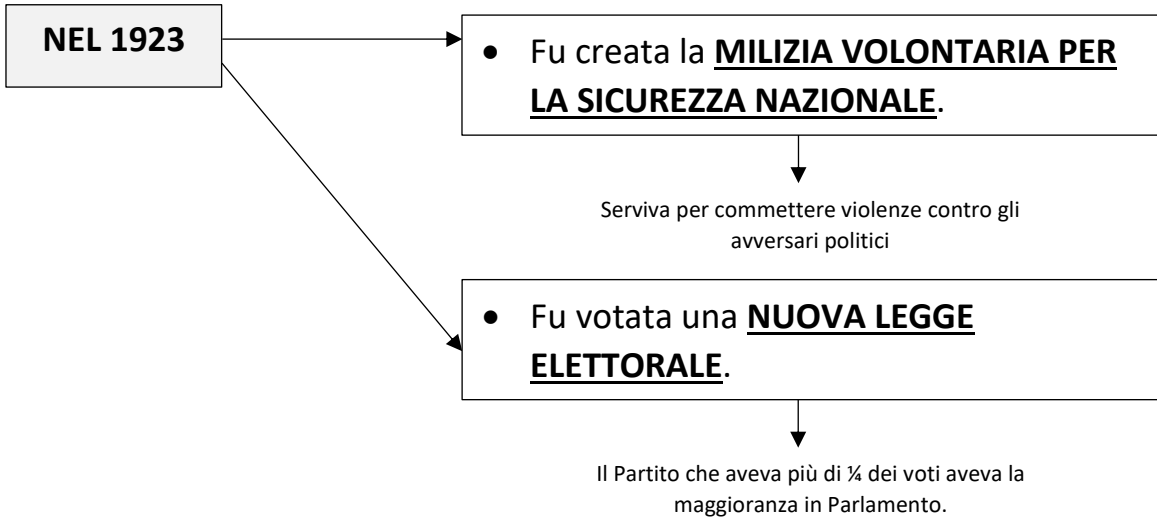 NEL 1923
• Fu creata la MILIZIA VOLONTARIA PER
LA SICUREZZA NAZIONALE.
Serviva per commettere violenze contro gli
avversari politici
• Fu votata una NUOVA LEGGE
ELETTORALE.
Il Partito che aveva più di ¼ dei voti aveva la
maggioranza in Parlamento.